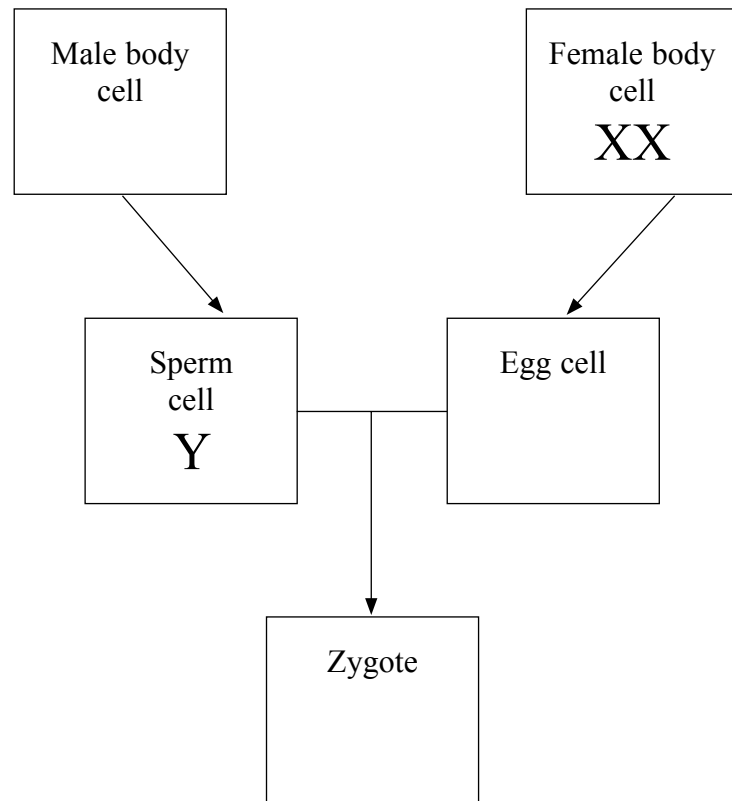 Male body
cell
Female body
cell
XX
Sperm
cell
Y
Egg cell
Zygote